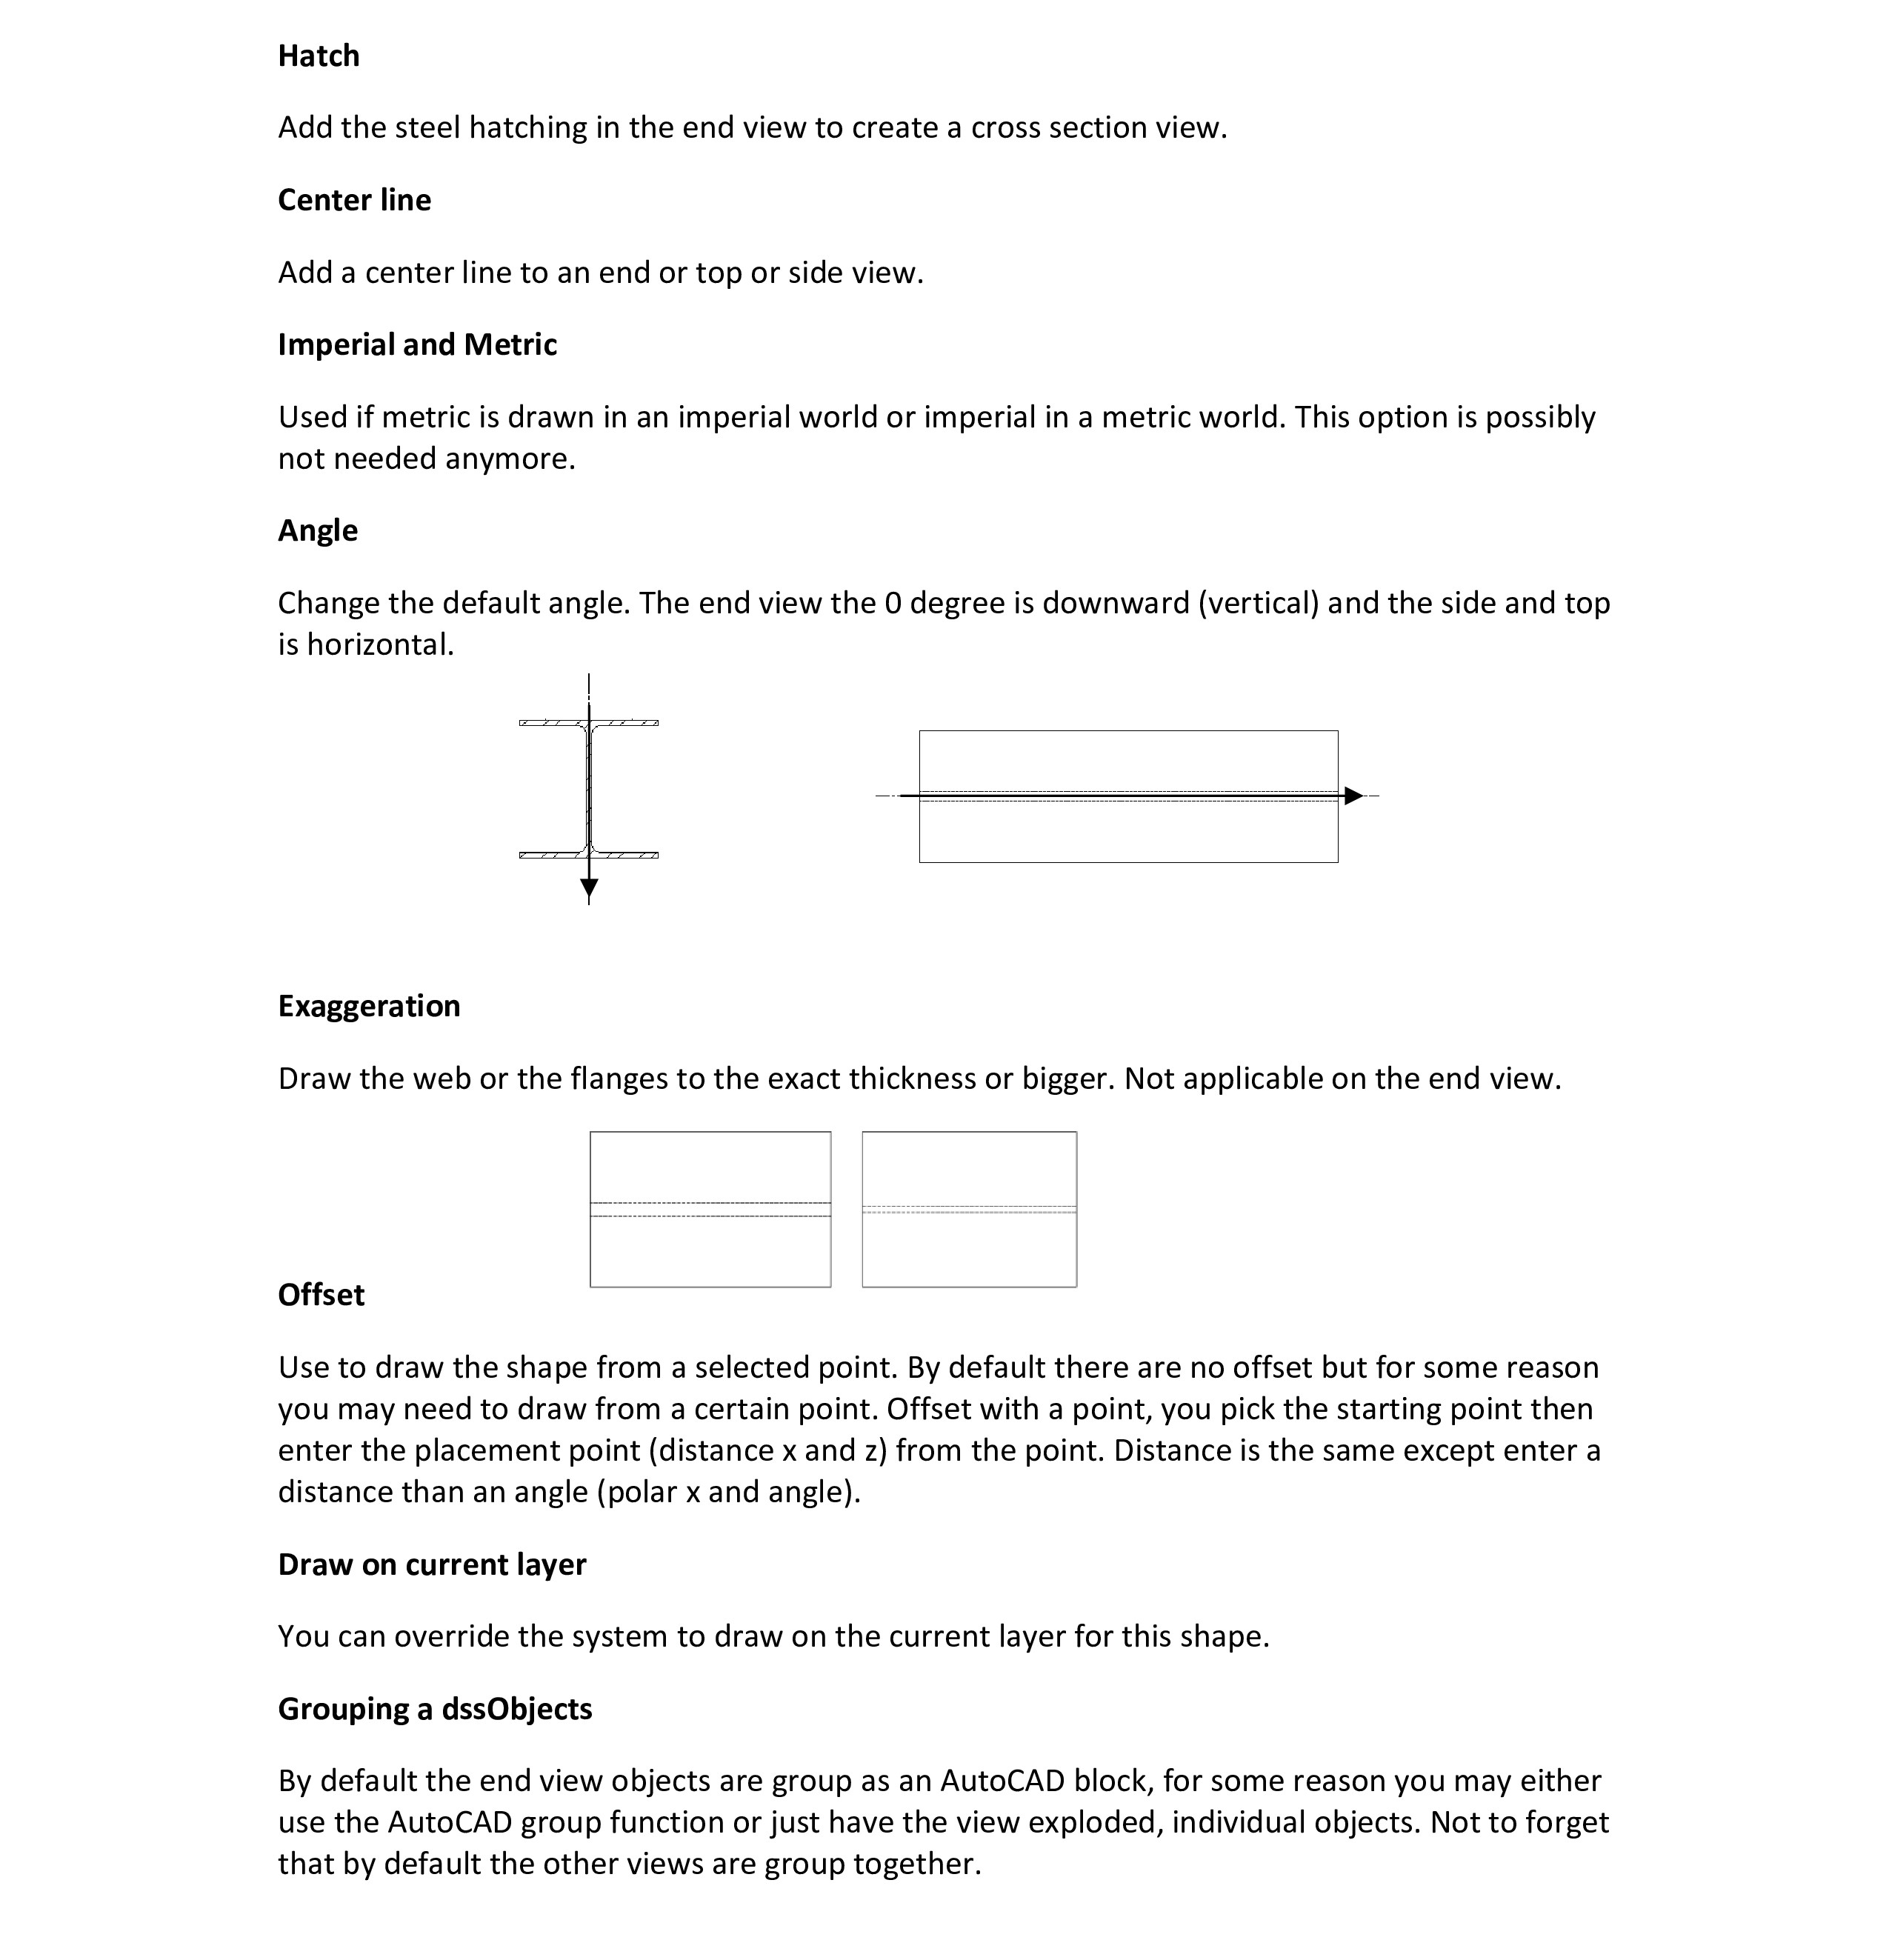 Hatch
Add the steel hatching in the end view to create a cross section view.
Center line
Add a center line to an end or top or side view.
Imperial and Metric
Used if metric is drawn in an imperial world or imperial in a metric world. This option is possibly
not needed anymore.
Angle
Change the default angle. The end view the 0 degree is downward (vertical) and the side and top
is horizontal.
Exaggeration
Draw the web or the flanges to the exact thickness or bigger. Not applicable on the end view.
Offset
Use to draw the shape from a selected point. By default there are no offset but for some reason
you may need to draw from a certain point. Offset with a point, you pick the starting point then
enter the placement point (distance x and z) from the point. Distance is the same except enter a
distance than an angle (polar x and angle).
Draw on current layer
You can override the system to draw on the current layer for this shape.
Grouping a dssObjects
By default the end view objects are group as an AutoCAD block, for some reason you may either
use the AutoCAD group function or just have the view exploded, individual objects. Not to forget
that by default the other views are group together.